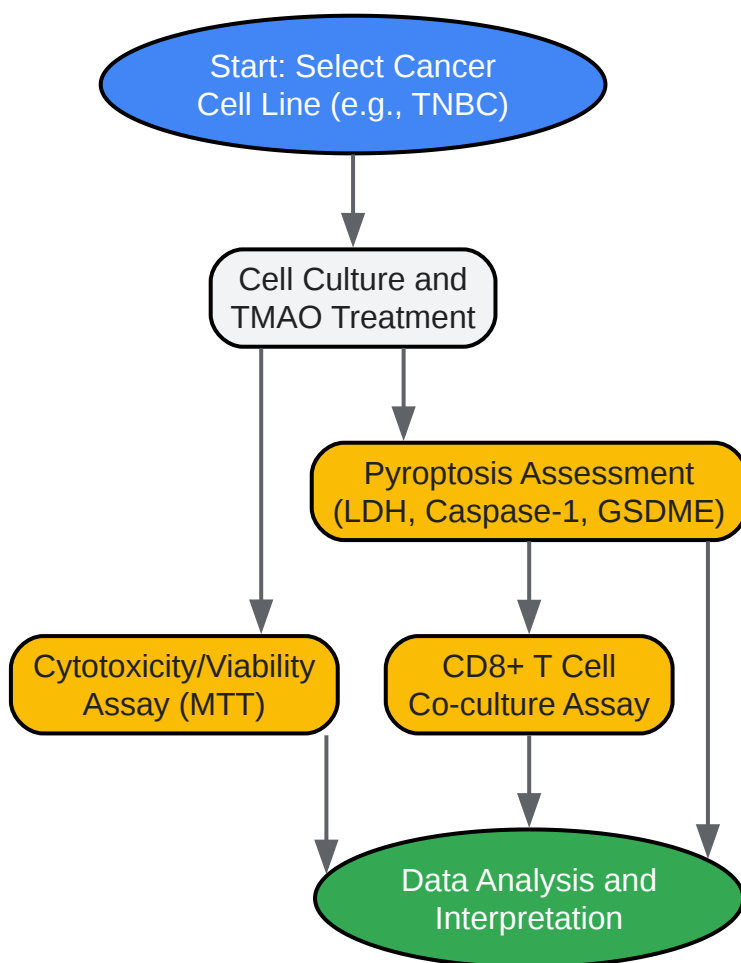 Start: Select Cancer
Cell Line (e.g., TNBC)
Cell Culture and
TMAO Treatment
Pyroptosis Assessment
(LDH, Caspase-1, GSDME)
Cytotoxicity/Viability
Assay (MTT)
CD8+ T Cell
Co-culture Assay
Data Analysis and
Interpretation